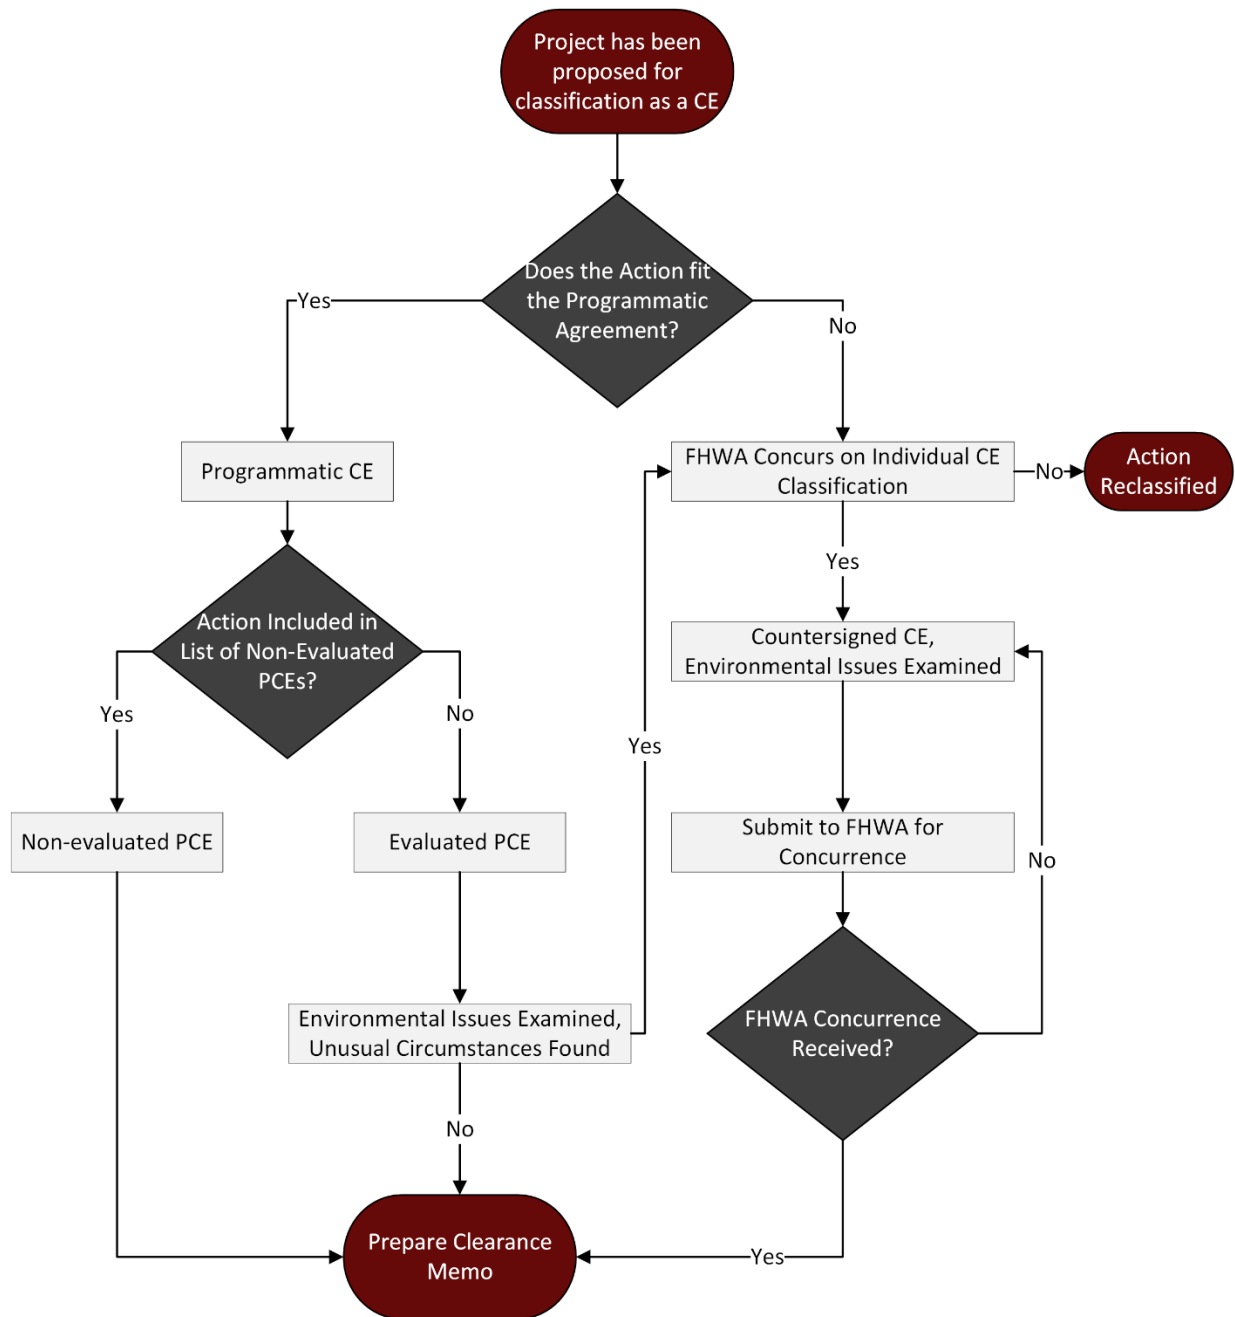 Project has been
proposed for
classification as a CE
Does the Action fit
the Programmatic
Agreement?
Yes
No
Programmatic CE
FHWA Concurs on Individual CE
Classification
No
Action
Reclassified
Yes
Action Included in
List of Non-Evaluated
PCEs?
Countersigned CE,
Environmental Issues Examined
Yes
No
Yes
Non-evaluated PCE
Evaluated PCE
Submit to FHWA for
Concurrence
No
Environmental Issues Examined,
Unusual Circumstances Found
FHWA Concurrence
Received?
No
Prepare Clearance
Memo
Yes